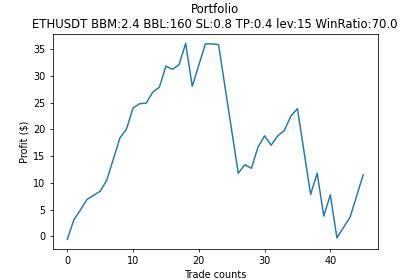 Portfolio
ETHUSDT BBM:2.4 BBL:160 SL:0.8 TP:0.4 lev:15 WinRatio:70.0
35
30
25
20
15
10
5
0
Profit ($)
0 10 20 30 40
Trade counts